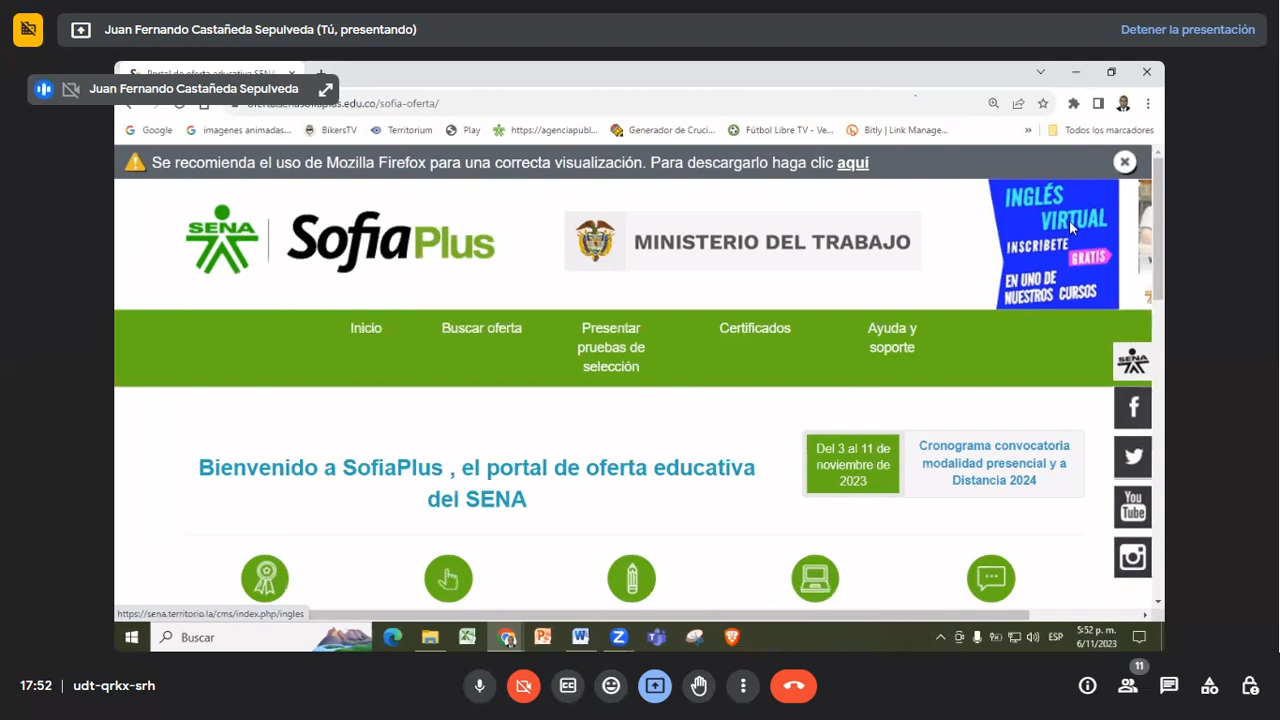 Juan Fernando Castañeda Sepulveda (Tú, presentando)
Detener la presentación
Portal de oferta educativa SENA
Juan Fernando Castañeda Sepulveda
.edu.co/sofia-oferta/
Google
imagenes animadas...
BikersTV
Territorium
Play
https://agenciapubl...
Generador de Cruci...
Fútbol Libre TV - Ve...
Bitly | Link Manage...
»
Todos los marcadores
Se recomienda el uso de Mozilla Firefox para una correcta visualización. Para descargarlo haga clic aquí
SENA
SofiaPlus
MINISTERIO DEL TRABAJO
INGLÉS
VIRTUAL
INSCRIBETE
GRATIS
EN UNO DE
NUESTROS CURSOS
Inicio
Buscar oferta
Presentar
pruebas de
selección
Certificados
Ayuda y
soporte
SENA
Bienvenido a SofiaPlus , el portal de oferta educativa
del SENA
Del 3 al 11 de
noviembre de
2023
Cronograma convocatoria
modalidad presencial y a
Distancia 2024
You
Tube
https://sena.territorio.la/cms/index.php/ingles
Buscar
ESP
5:52 p. m.
6/11/2023
17:52 | udt-qrkx-srh
11